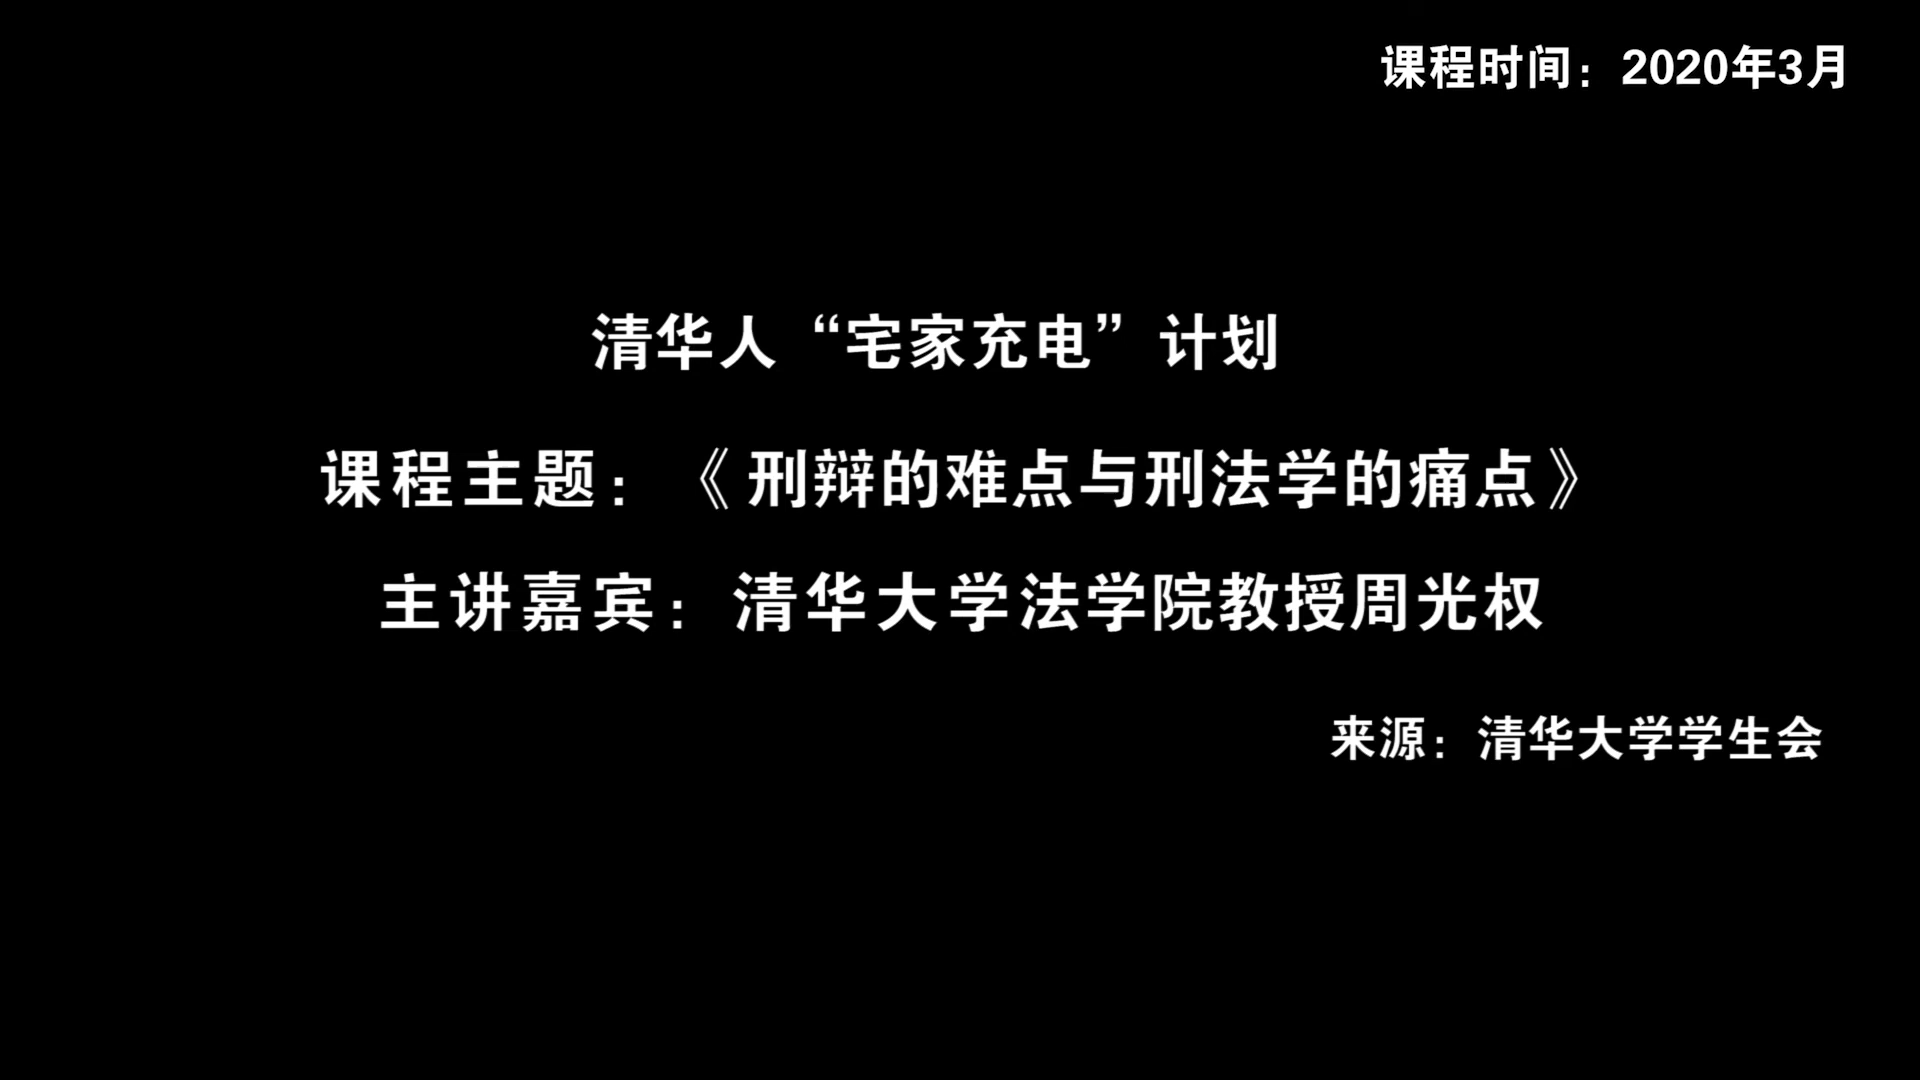 课程时间：2020年3月
清华人“宅家充电”计划
课程主题：《刑辩的难点与刑法学的痛点》
主讲嘉宾：清华大学法学院教授周光权
来源：清华大学学生会